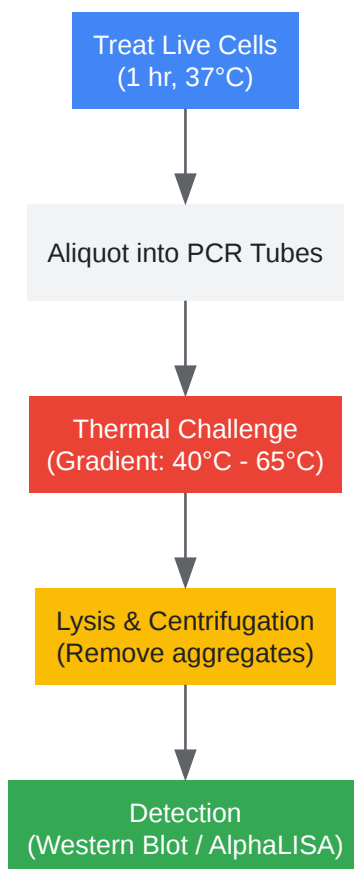 Treat Live Cells
(1 hr, 37°C)
Aliquot into PCR Tubes
Thermal Challenge
(Gradient: 40°C - 65°C)
Lysis & Centrifugation
(Remove aggregates)
Detection
(Western Blot / AlphaLISA)